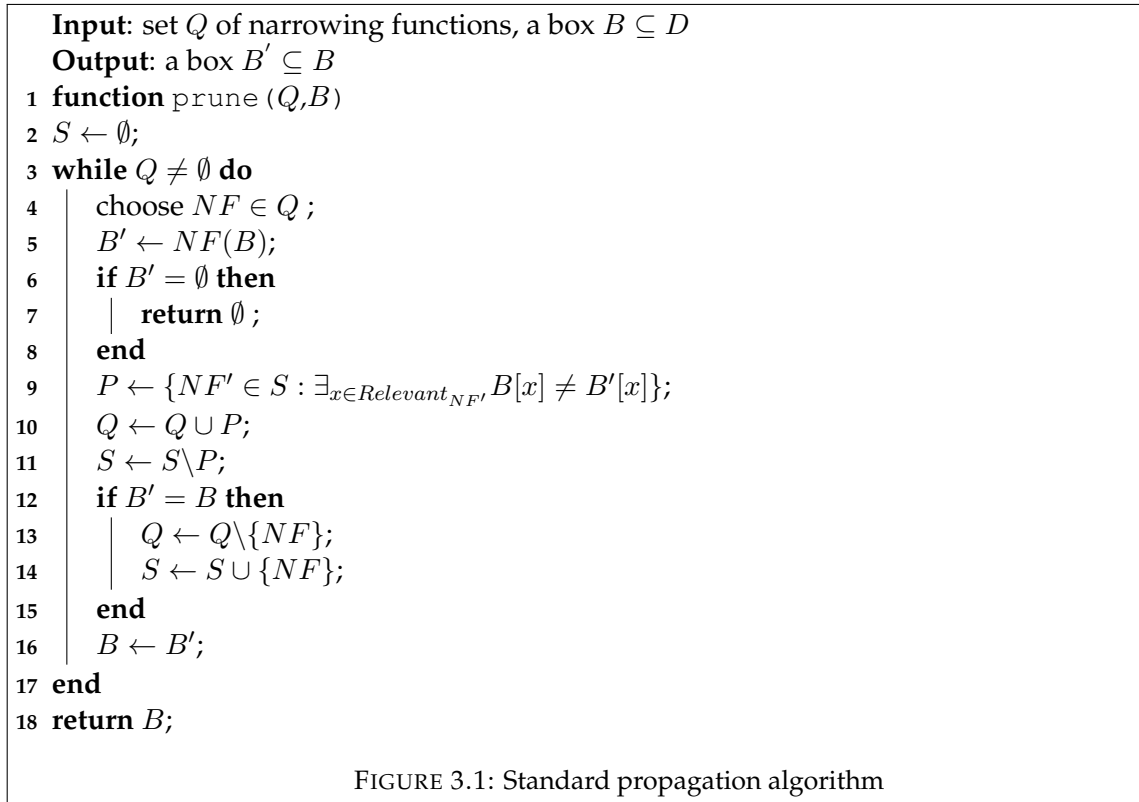 Input: set Q of narrowing functions, a box B ⊆ D
Output: a box B′ ⊆ B
1 function prune(Q,B)
2 S ← ∅;
3 while Q ≠ ∅ do
4 choose NF ∈ Q ;
5 B′ ← NF(B);
6 if B′ = ∅ then
7 return ∅ ;
8 end
9 P ← {NF′ ∈ S : ∃_{x∈Relevant_{NF′}} B[x] ≠ B′[x]};
10 Q ← Q ∪ P;
11 S ← S\P;
12 if B′ = B then
13 Q ← Q\{NF};
14 S ← S ∪ {NF};
15 end
16 B ← B′;
17 end
18 return B;
FIGURE 3.1: Standard propagation algorithm